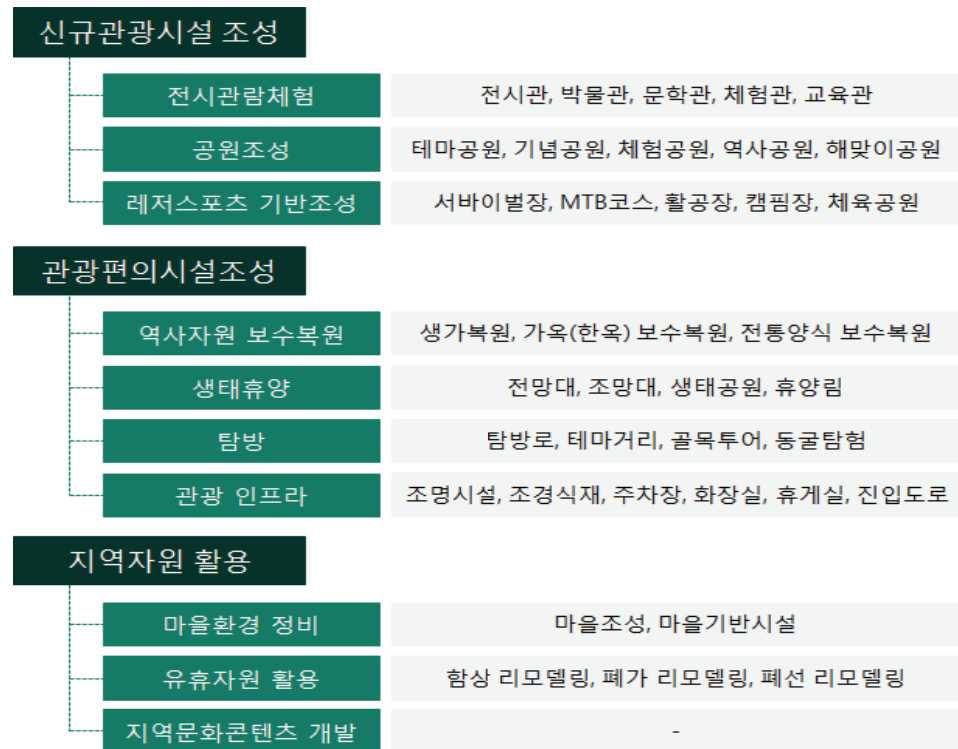 신규관광시설 조성
전시관람체험 전시관, 박물관, 문학관, 체험관, 교육관
공원조성 테마공원, 기념공원, 체험공원, 역사공원, 해맞이공원
레저스포츠 기반조성 서바이벌장, MTB코스, 활공장, 캠핑장, 체육공원
관광편의시설조성
역사자원 보수복원 생가복원, 가옥(한옥) 보수복원, 전통양식 보수복원
생태휴양 전망대, 조망대, 생태공원, 휴양림
탐방 탐방로, 테마거리, 골목투어, 동굴탐험
관광 인프라 조명시설, 조경식재, 주차장, 화장실, 휴게실, 진입도로
지역자원 활용
마을환경 정비 마을조성, 마을기반시설
유휴자원 활용 함상 리모델링, 폐가 리모델링, 폐선 리모델링
지역문화콘텐츠 개발 -